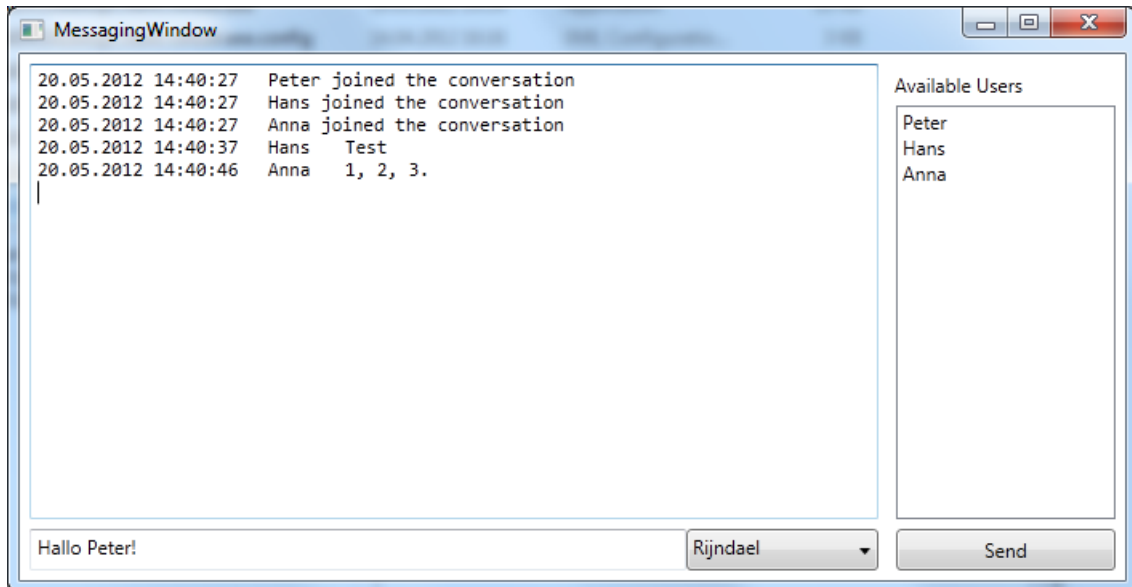 MessagingWindow
20.05.2012 14:40:27 Peter joined the conversation
20.05.2012 14:40:27 Hans joined the conversation
20.05.2012 14:40:27 Anna joined the conversation
20.05.2012 14:40:37 Hans Test
20.05.2012 14:40:46 Anna 1, 2, 3.
Available Users
Peter
Hans
Anna
Hallo Peter!
Rijndael
Send